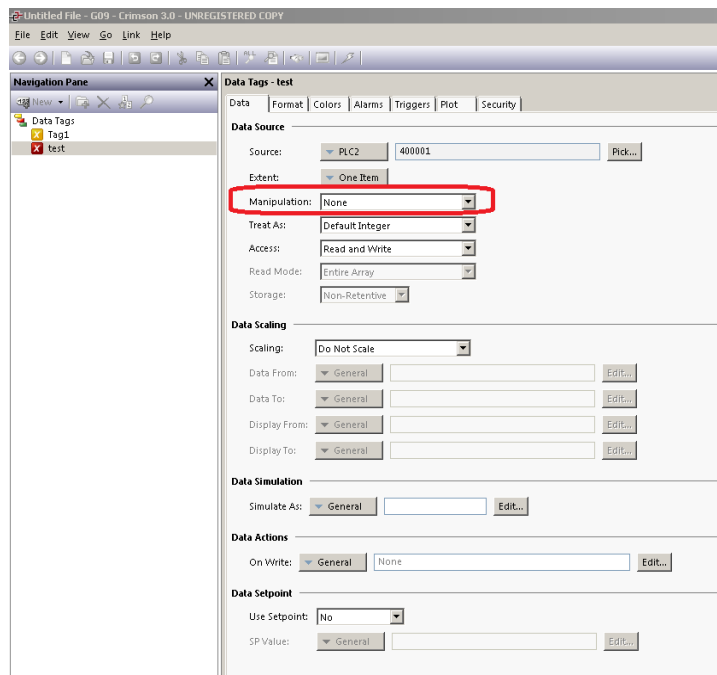 Untitled File - G09 - Crimson 3.0 - UNREGISTERED COPY
File Edit View Go Link Help
Navigation Pane X
New
Data Tags
Tag1
test
Data Tags - test
Data Format Colors Alarms Triggers Plot Security
Data Source
Source: PLC2 400001 Pick...
Extent: One Item
Manipulation: None
Treat As: Default Integer
Access: Read and Write
Read Mode: Entire Array
Storage: Non-Retentive
Data Scaling
Scaling: Do Not Scale
Data From: General Edit...
Data To: General Edit...
Display From: General Edit...
Display To: General Edit...
Data Simulation
Simulate As: General Edit...
Data Actions
On Write: General None Edit...
Data Setpoint
Use Setpoint: No
SP Value: General Edit...